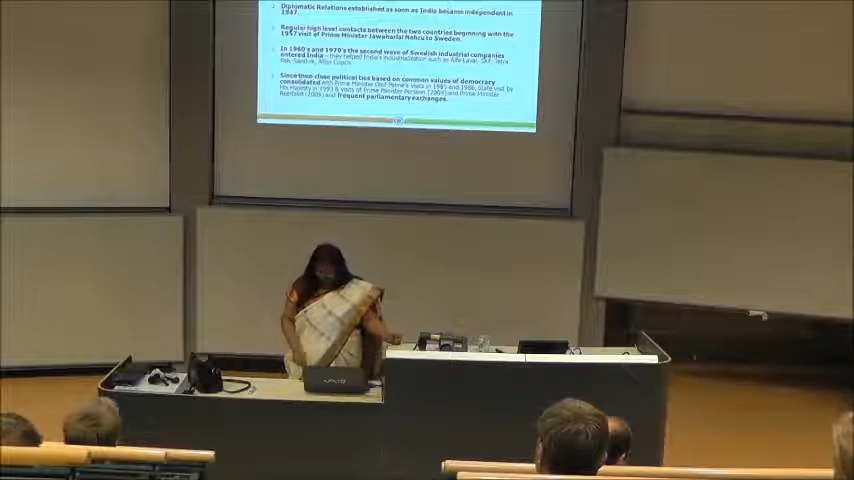 Diplomatic Relations established as soon as India became independent in
1947.
Regular high level contacts between the two countries beginning with the
1957 visit of Prime Minister Jawaharlal Nehru to Sweden.
In 1960's and 1970's the second wave of Swedish industrial companies
entered India – they helped India's industrialization such as Alfa Laval, SKF, Tetra
Pak, Sandvik, Atlas Copco.
Since then close political ties based on common values of democracy
consolidated with Prime Minister Olof Palme's visits in 1985 and 1986, State visit by
His Majesty in 1993 & visits of Prime Minister Persson (2004) and Prime Minister
Reinfeldt (2009) and frequent parliamentary exchanges.
VAIO